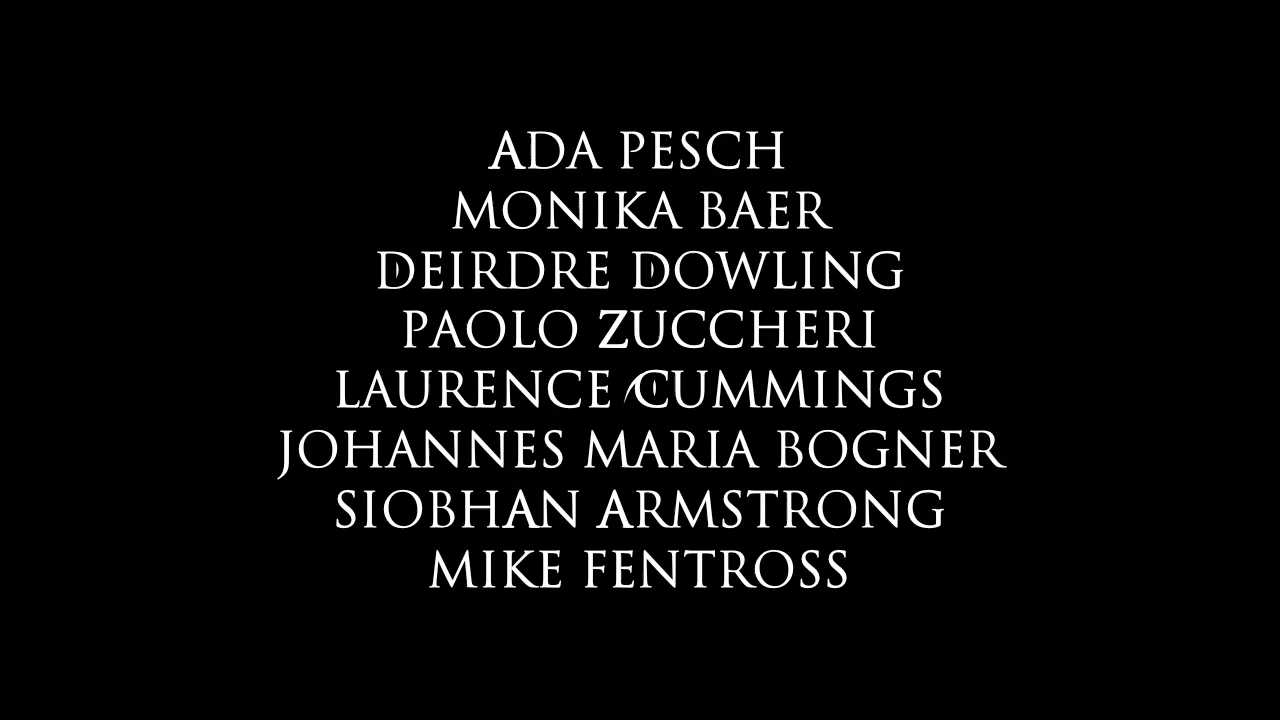 ADA PESCH
MONIKA BAER
DEIRDRE DOWLING
PAOLO ZUCCHERI
LAURENCE CUMMINGS
JOHANNES MARIA BOGNER
SIOBHAN ARMSTRONG
MIKE FENTROSS